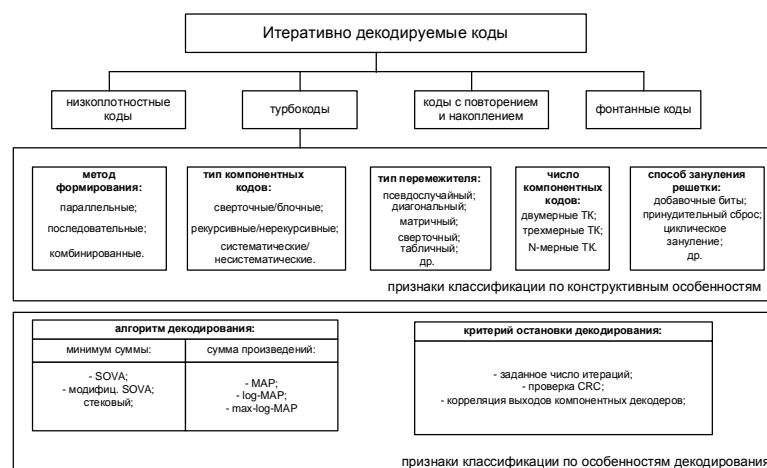 Итеративно декодируемые коды
низкоплотностные
коды
турбокоды
коды с повторением
и накоплением
фонтанные коды
метод
формирования:
параллельные;
последовательные;
комбинированные.
тип компонентных
кодов:
сверточные/блочные;
рекурсивные/нерекурсивные;
систематические/
несистематические.
тип перемежителя:
псевдослучайный;
диагональный;
матричный;
сверточный;
табличный;
др.
число
компонентных
кодов:
двумерные ТК;
трехмерные ТК;
N-мерные ТК.
способ зануления
решетки:
добавочные биты;
принудительный сброс;
циклическое
зануление;
др.
признаки классификации по конструктивным особенностям
алгоритм декодирования:
минимум суммы:
сумма произведений:
- SOVA;
- модифиц. SOVA;
стековый;
- MAP;
- log-MAP;
- max-log-MAP
критерий остановки декодирования:
- заданное число итераций;
- проверка CRC;
- корреляция выходов компонентных декодеров;
признаки классификации по особенностям декодирования